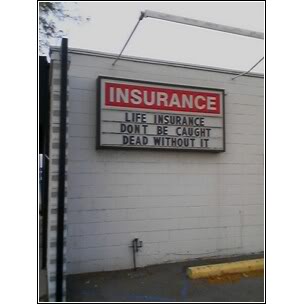 INSURANCE
LIFE INSURANCE
DONT BE CAUGHT
DEAD WITHOUT IT